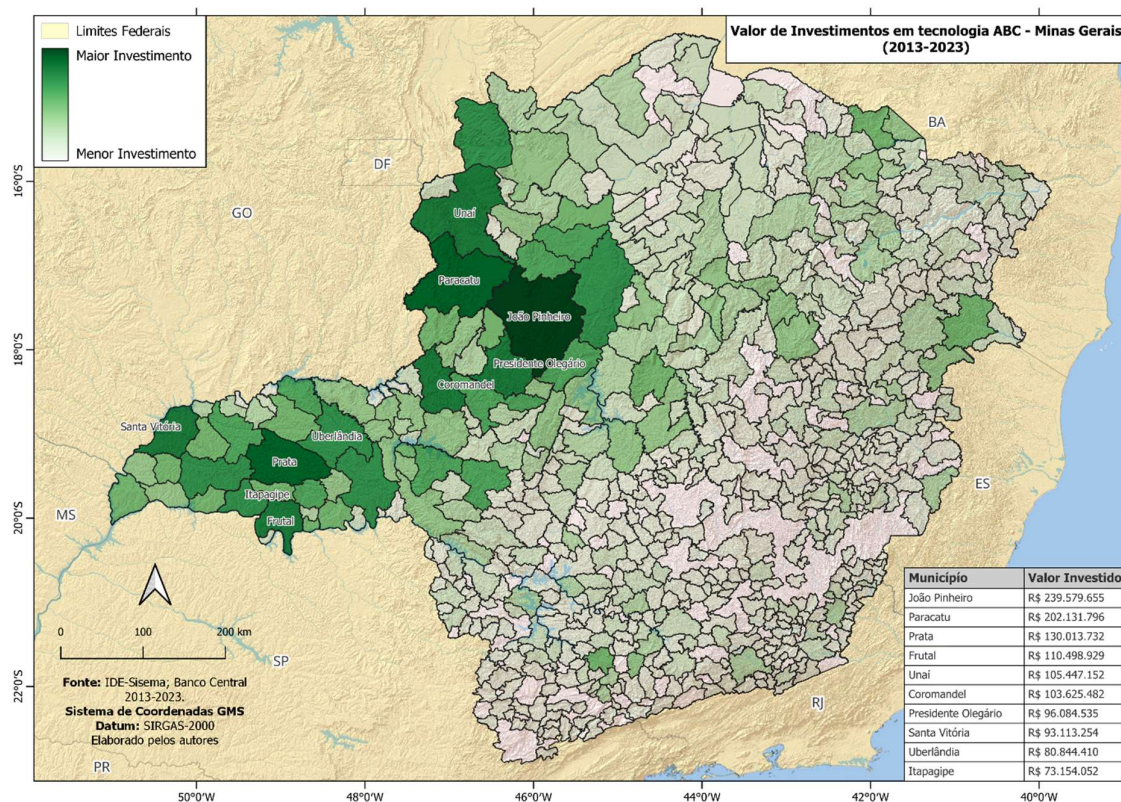 Limites Federais
Maior Investimento
Menor Investimento
Valor de Investimentos em tecnologia ABC - Minas Gerais
(2013-2023)
BA
DF
GO
16°0'S
Unaí
Paracatu
João Pinheiro
18°0'S
Presidente Olegário
Coromandel
Santa Vitória
Uberlândia
Prata
Itapagipe
Frutal
MS
ES
20°0'S
0 100 200 km
SP
Fonte: IDE-Sisema; Banco Central
2013-2023.
Sistema de Coordenadas GMS
Datum: SIRGAS-2000
Elaborado pelos autores
22°0'S
RJ
PR
Município Valor Investido
João Pinheiro R$ 239.579.655
Paracatu R$ 202.131.796
Prata R$ 130.013.732
Frutal R$ 110.498.929
Unaí R$ 105.447.152
Coromandel R$ 103.625.482
Presidente Olegário R$ 96.084.535
Santa Vitória R$ 93.113.254
Uberlândia R$ 80.844.410
Itapagipe R$ 73.154.052
50°0'W 48°0'W 46°0'W 44°0'W 42°0'W 40°0'W